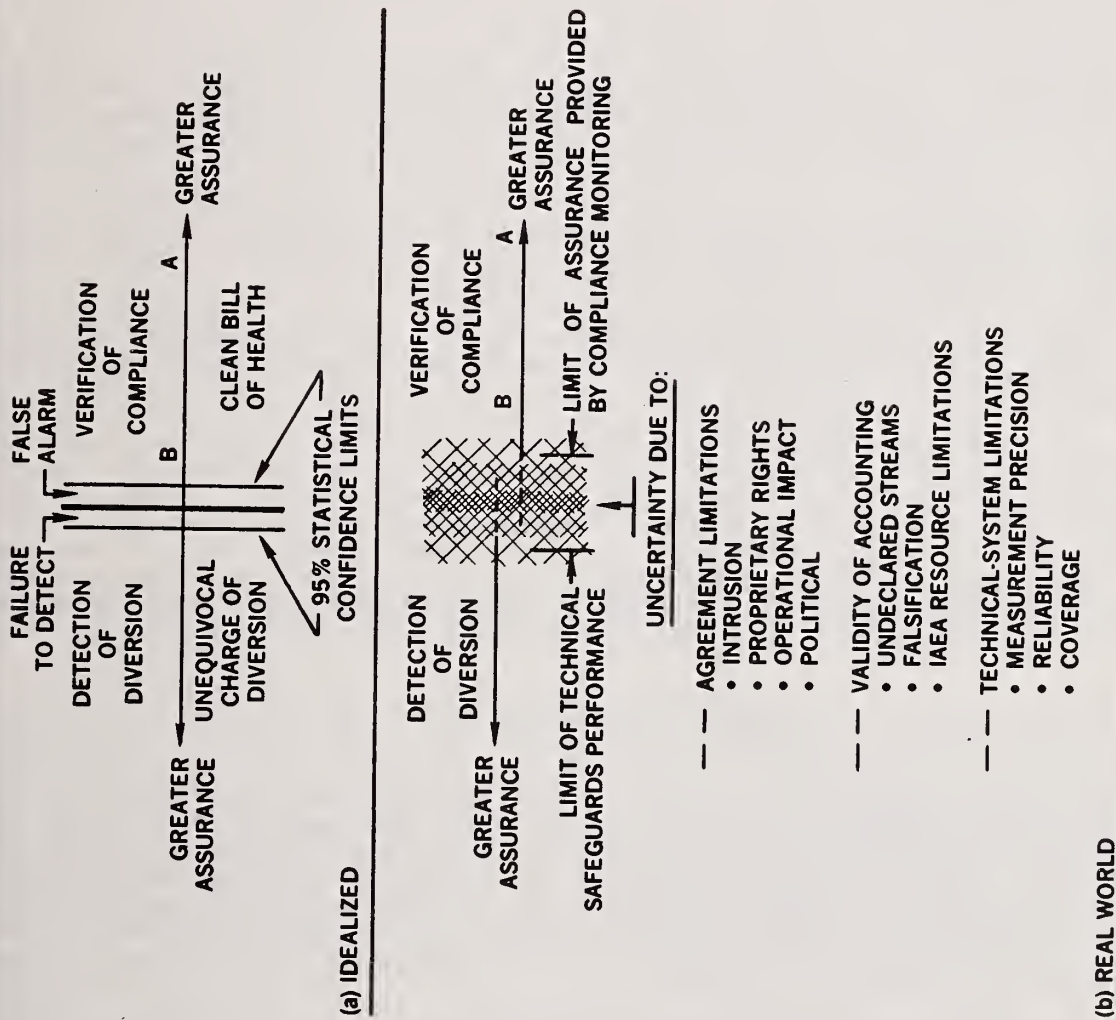 FAILURE
TO DETECT
FALSE
ALARM
DETECTION
OF
DIVERSION
VERIFICATION
OF
COMPLIANCE
B
A
GREATER
ASSURANCE
GREATER
ASSURANCE
UNEQUIVOCAL
CHARGE OF
DIVERSION
CLEAN BILL
OF HEALTH
95% STATISTICAL
CONFIDENCE LIMITS
(a) IDEALIZED
DETECTION
OF
DIVERSION
VERIFICATION
OF
COMPLIANCE
B
A
GREATER
ASSURANCE
GREATER
ASSURANCE
LIMIT OF TECHNICAL
SAFEGUARDS PERFORMANCE
LIMIT OF ASSURANCE PROVIDED
BY COMPLIANCE MONITORING
UNCERTAINTY DUE TO:
— — AGREEMENT LIMITATIONS
• INTRUSION
• PROPRIETARY RIGHTS
• OPERATIONAL IMPACT
• POLITICAL
— — VALIDITY OF ACCOUNTING
• UNDECLARED STREAMS
• FALSIFICATION
• IAEA RESOURCE LIMITATIONS
— — TECHNICAL-SYSTEM LIMITATIONS
• MEASUREMENT PRECISION
• RELIABILITY
• COVERAGE
(b) REAL WORLD